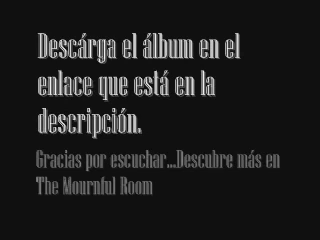 Descárga el álbum en el
enlace que está en la
descripción.
Gracias por escuchar...Descubre más en
The Mournful Room